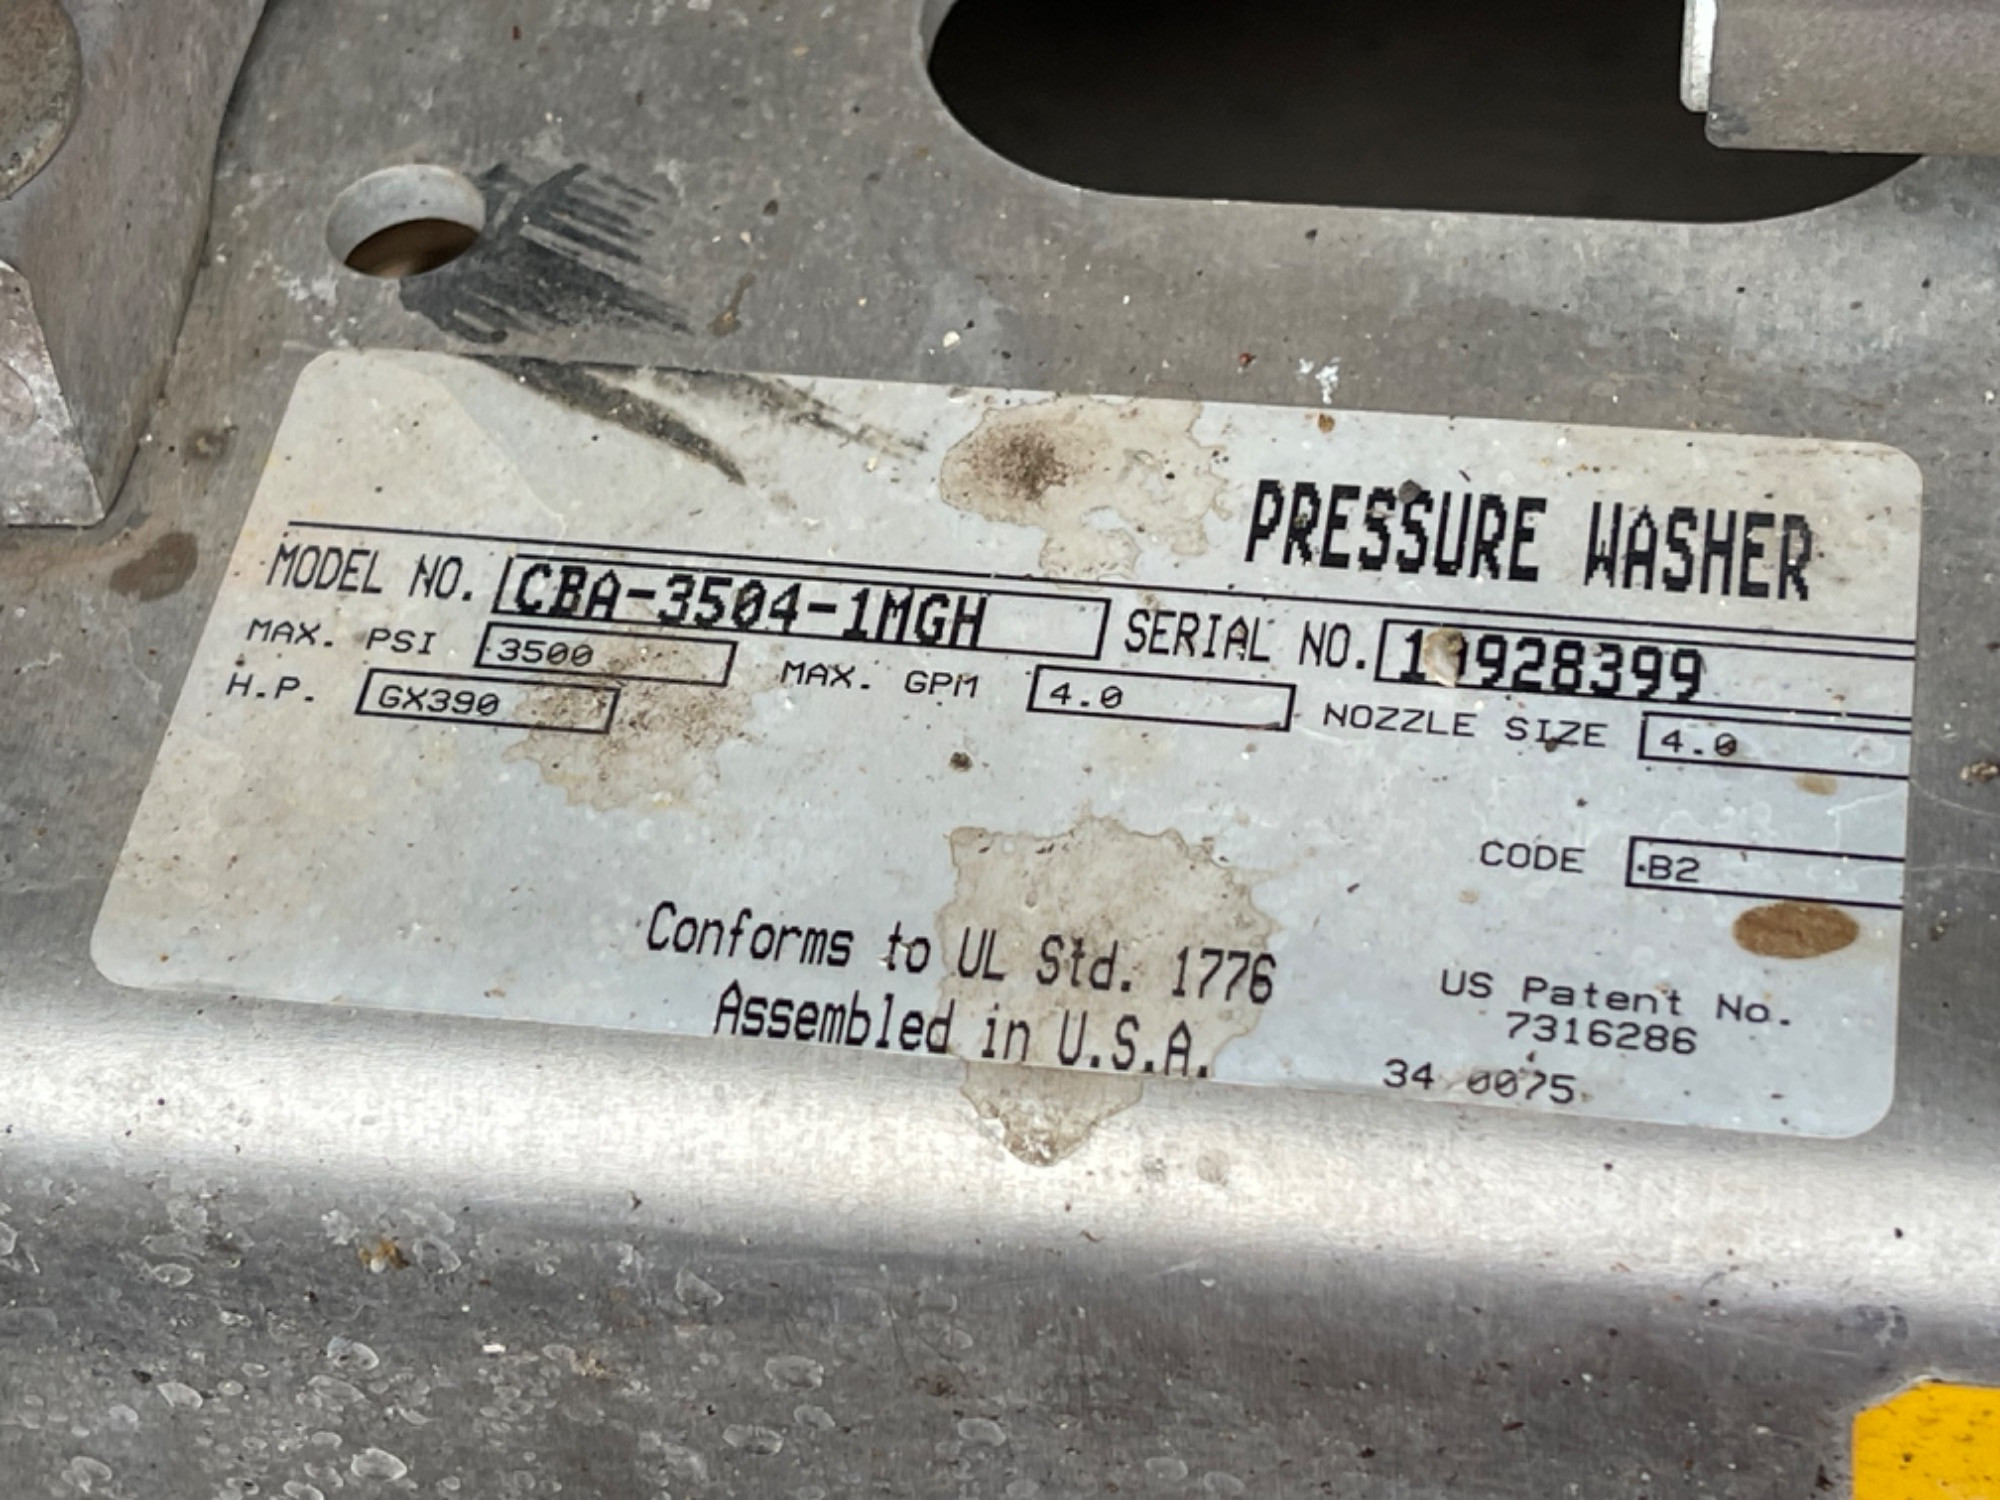 PRESSURE WASHER
MODEL NO. CBA-3504-1MGH SERIAL NO.
MAX. PSI 3500 MAX. GPM 4.0 NOZZLE SIZE 4.0
H.P. GX390
CODE B2
Conforms to UL Std. 1776
Assembled in U.S.A.
US Patent No.
7316286
34 0075